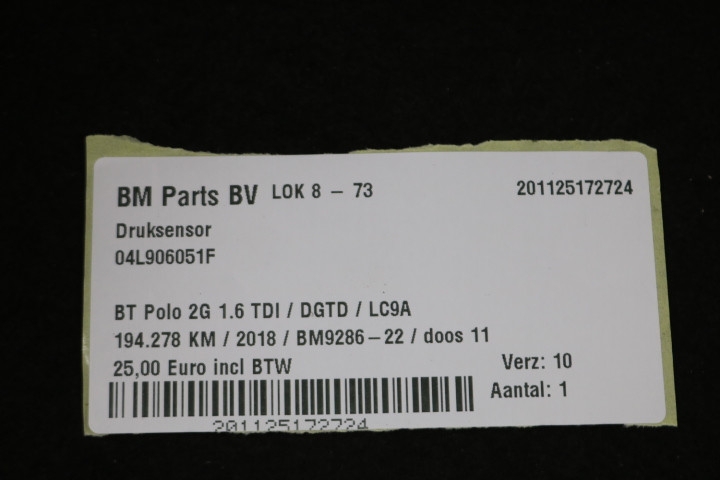 BM Parts BV LOK 8 - 73 201125172724
Druksensor
04L906051F
BT Polo 2G 1.6 TDI / DGTD / LC9A
194.278 KM / 2018 / BM9286-22 / doos 11
25,00 Euro incl BTW Verz: 10
Aantal: 1
201125172724